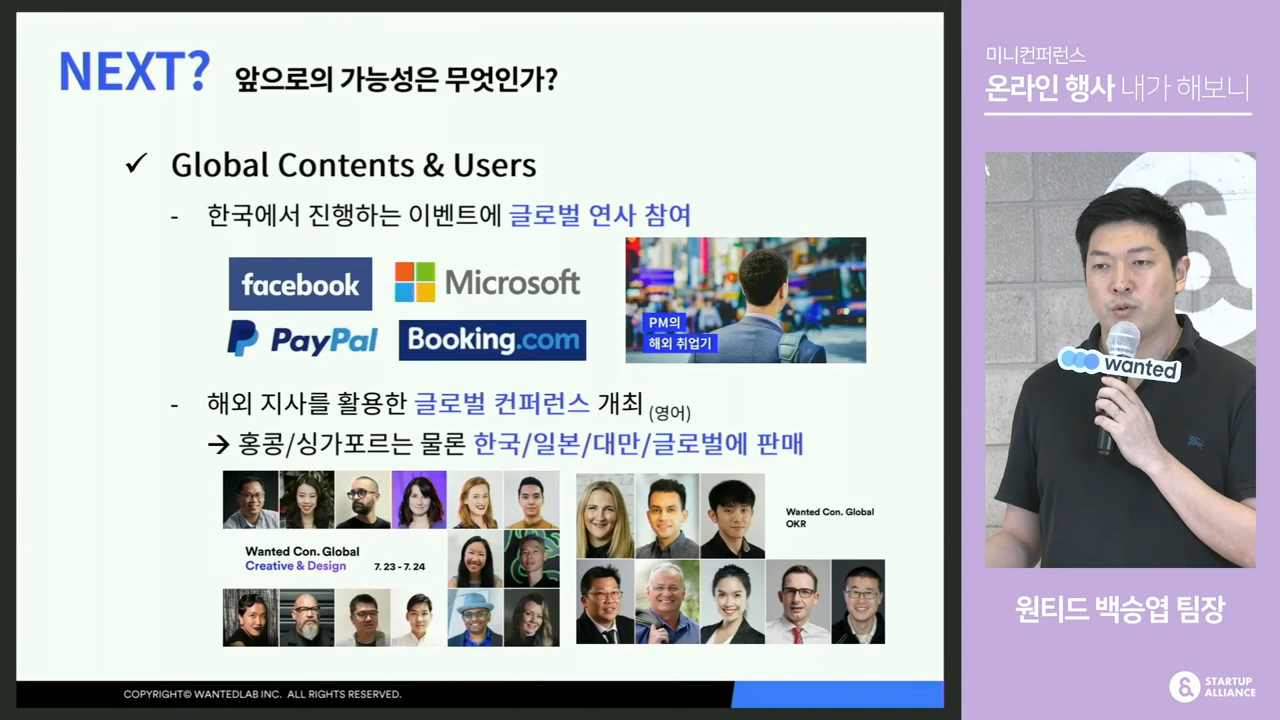 NEXT? 앞으로의 가능성은 무엇인가?
✓ Global Contents & Users
- 한국에서 진행하는 이벤트에 글로벌 연사 참여
facebook
Microsoft
PayPal
Booking.com
PM의
해외 취업기
- 해외 지사를 활용한 글로벌 컨퍼런스 개최 (영어)
→ 홍콩/싱가포르는 물론 한국/일본/대만/글로벌에 판매
Wanted Con. Global
Creative & Design 7. 23 - 7. 24
Wanted Con. Global
OKR
COPYRIGHT© WANTEDLAB INC. ALL RIGHTS RESERVED.
미니컨퍼런스
온라인 행사 내가 해보니
wanted
원티드 백승엽 팀장
STARTUP
ALLIANCE